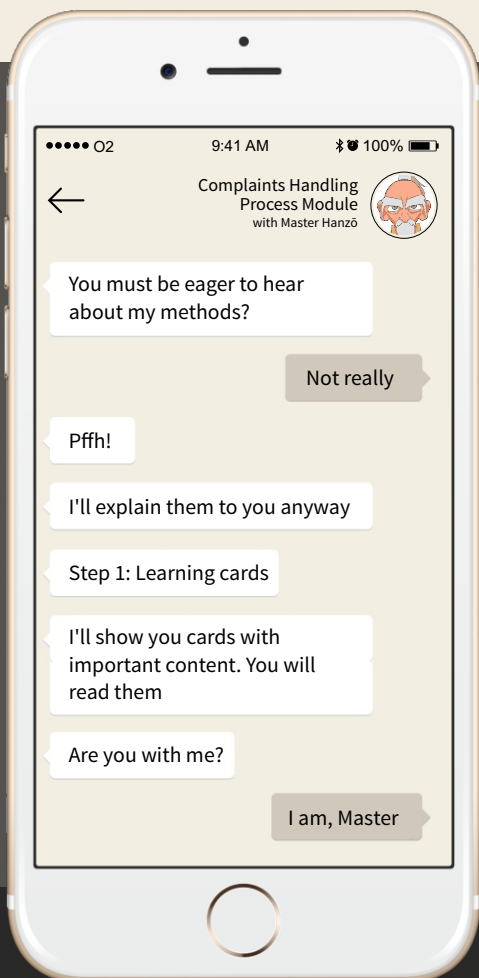 O2 9:41 AM 100%
Complaints Handling
Process Module
with Master Hanzō
You must be eager to hear
about my methods?
Not really
Pffh!
I'll explain them to you anyway
Step 1: Learning cards
I'll show you cards with
important content. You will
read them
Are you with me?
I am, Master